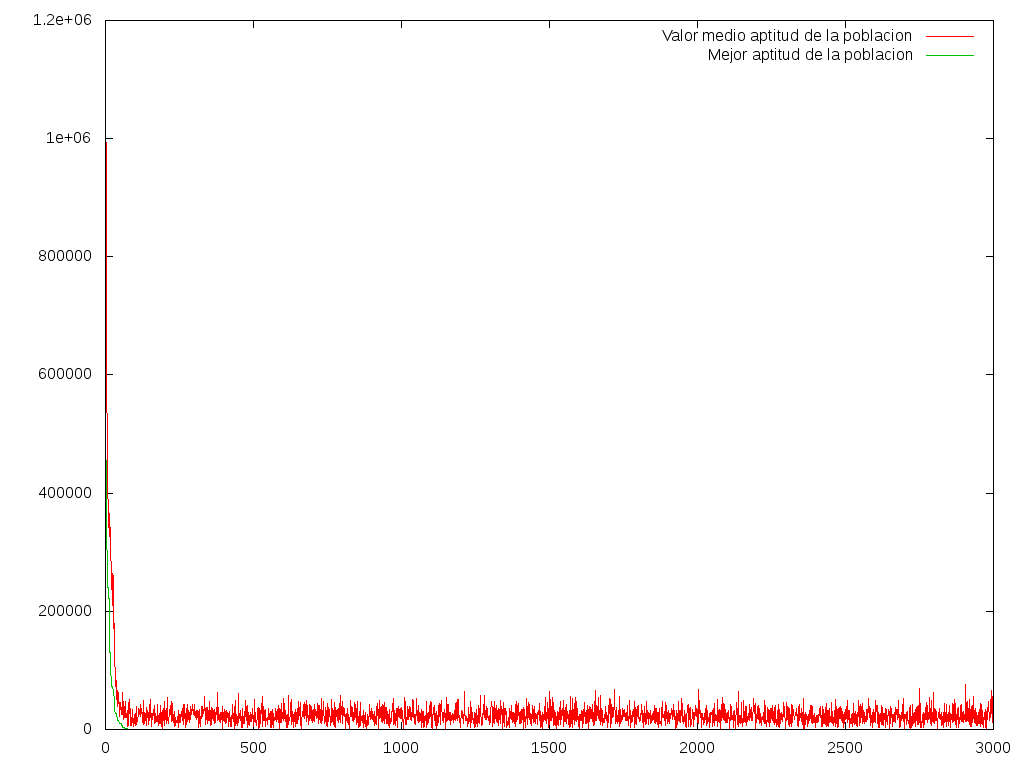 1.2e+06
1e+06
800000
600000
400000
200000
0
Valor medio aptitud de la poblacion
Mejor aptitud de la poblacion
0 500 1000 1500 2000 2500 3000